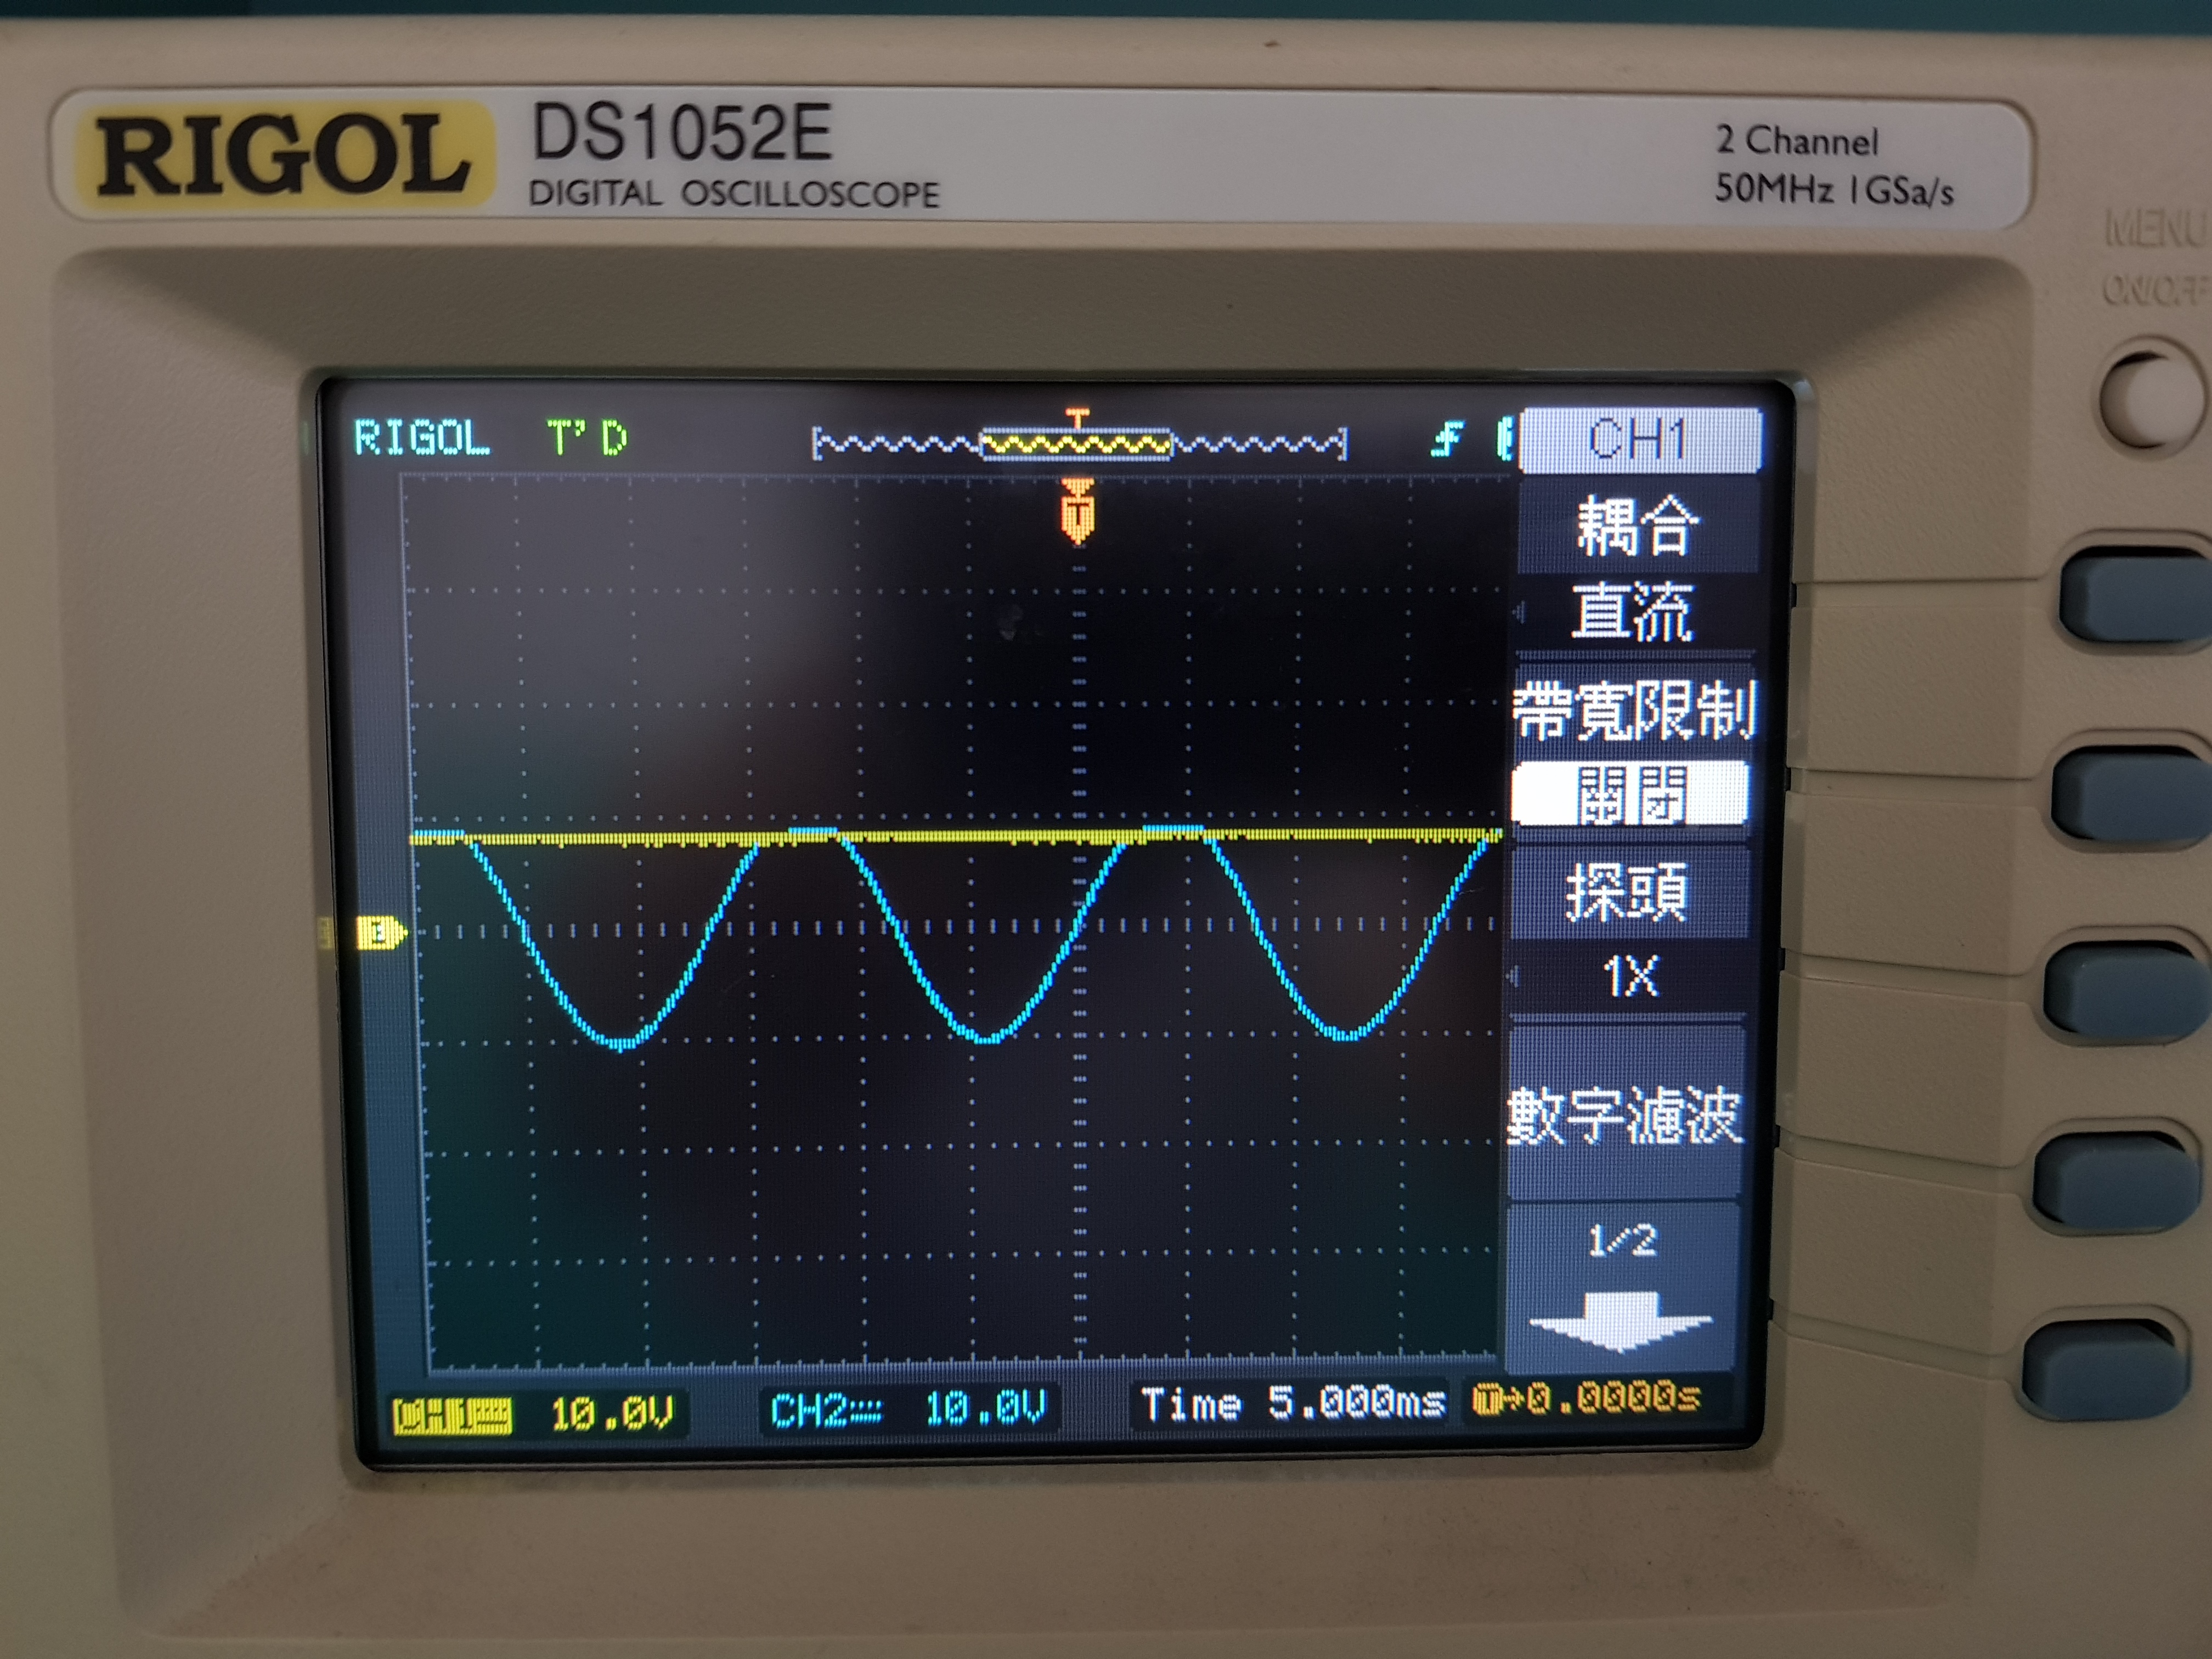 RIGOL DS1052E
DIGITAL OSCILLOSCOPE
2 Channel
50MHz 1GSa/s
MENU
ON/OFF
RIGOL T'D
T
CH1
T
耦合
直流
帶寬限制
關閉
探頭
1X
數字濾波
1/2
CH1 10.0V CH2 10.0V Time 5.000ms T→0.0000s